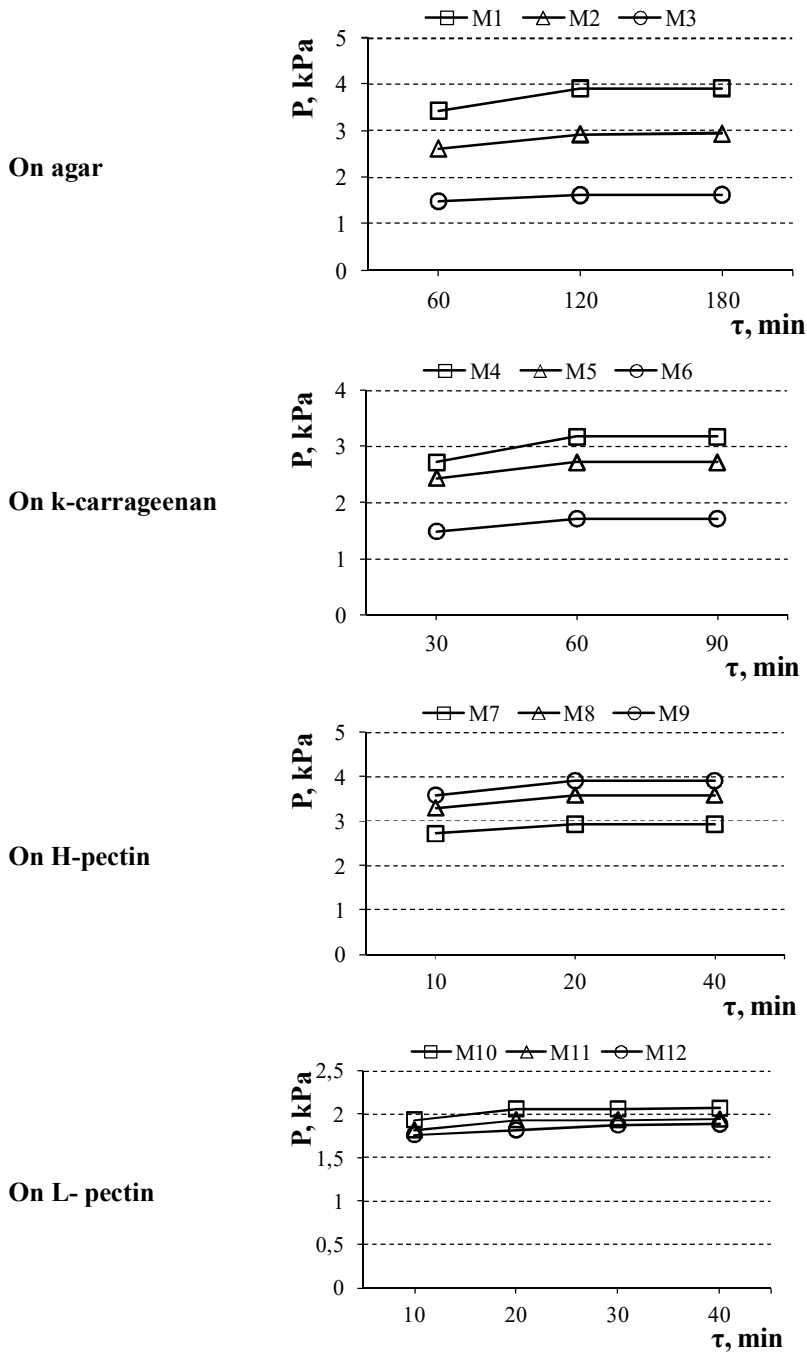 M1 M2 M3
P, kPa
5
4
3
2
1
0
60 120 180
τ, min
On agar
M4 M5 M6
P, kPa
4
3
2
1
0
30 60 90
τ, min
On k-carrageenan
M7 M8 M9
P, kPa
5
4
3
2
1
0
10 20 40
τ, min
On H-pectin
M10 M11 M12
P, kPa
2,5
2
1,5
1
0,5
0
10 20 30 40
τ, min
On L- pectin